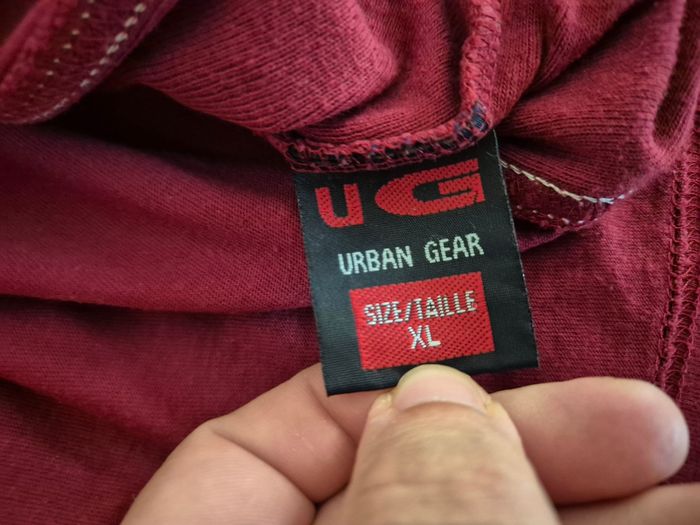 UG
URBAN GEAR
SIZE/TAILLE
XL